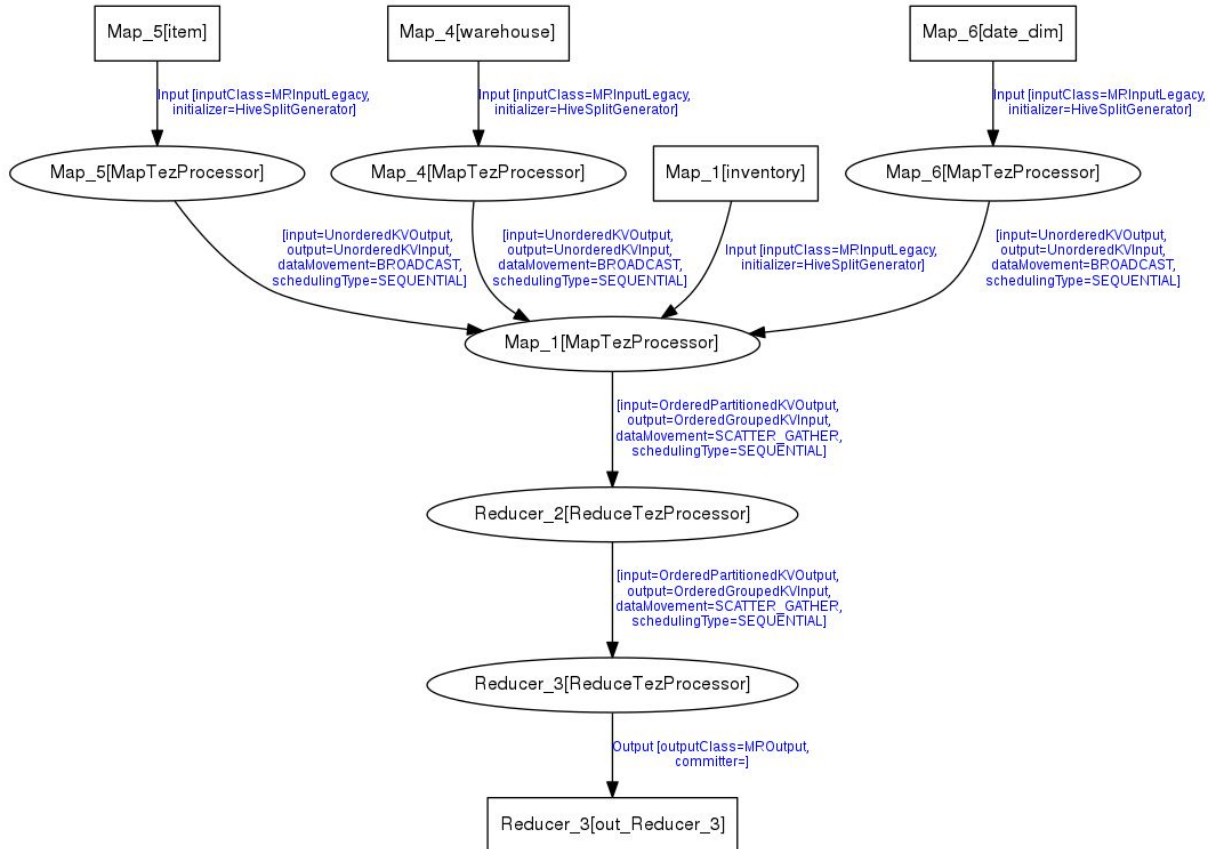 Map_5[item]
Map_4[warehouse]
Map_6[date_dim]
Input [inputClass=MRInputLegacy,
initializer=HiveSplitGenerator]
Input [inputClass=MRInputLegacy,
initializer=HiveSplitGenerator]
Input [inputClass=MRInputLegacy,
initializer=HiveSplitGenerator]
Map_5[MapTezProcessor]
Map_4[MapTezProcessor]
Map_1[inventory]
Map_6[MapTezProcessor]
[input=UnorderedKVOutput,
output=UnorderedKVInput,
dataMovement=BROADCAST,
schedulingType=SEQUENTIAL]
[input=UnorderedKVOutput,
output=UnorderedKVInput,
dataMovement=BROADCAST,
schedulingType=SEQUENTIAL]
Input [inputClass=MRInputLegacy,
initializer=HiveSplitGenerator]
[input=UnorderedKVOutput,
output=UnorderedKVInput,
dataMovement=BROADCAST,
schedulingType=SEQUENTIAL]
Map_1[MapTezProcessor]
[input=OrderedPartitionedKVOutput,
output=OrderedGroupedKVInput,
dataMovement=SCATTER_GATHER,
schedulingType=SEQUENTIAL]
Reducer_2[ReduceTezProcessor]
[input=OrderedPartitionedKVOutput,
output=OrderedGroupedKVInput,
dataMovement=SCATTER_GATHER,
schedulingType=SEQUENTIAL]
Reducer_3[ReduceTezProcessor]
Output [outputClass=MROutput,
committer=]
Reducer_3[out_Reducer_3]